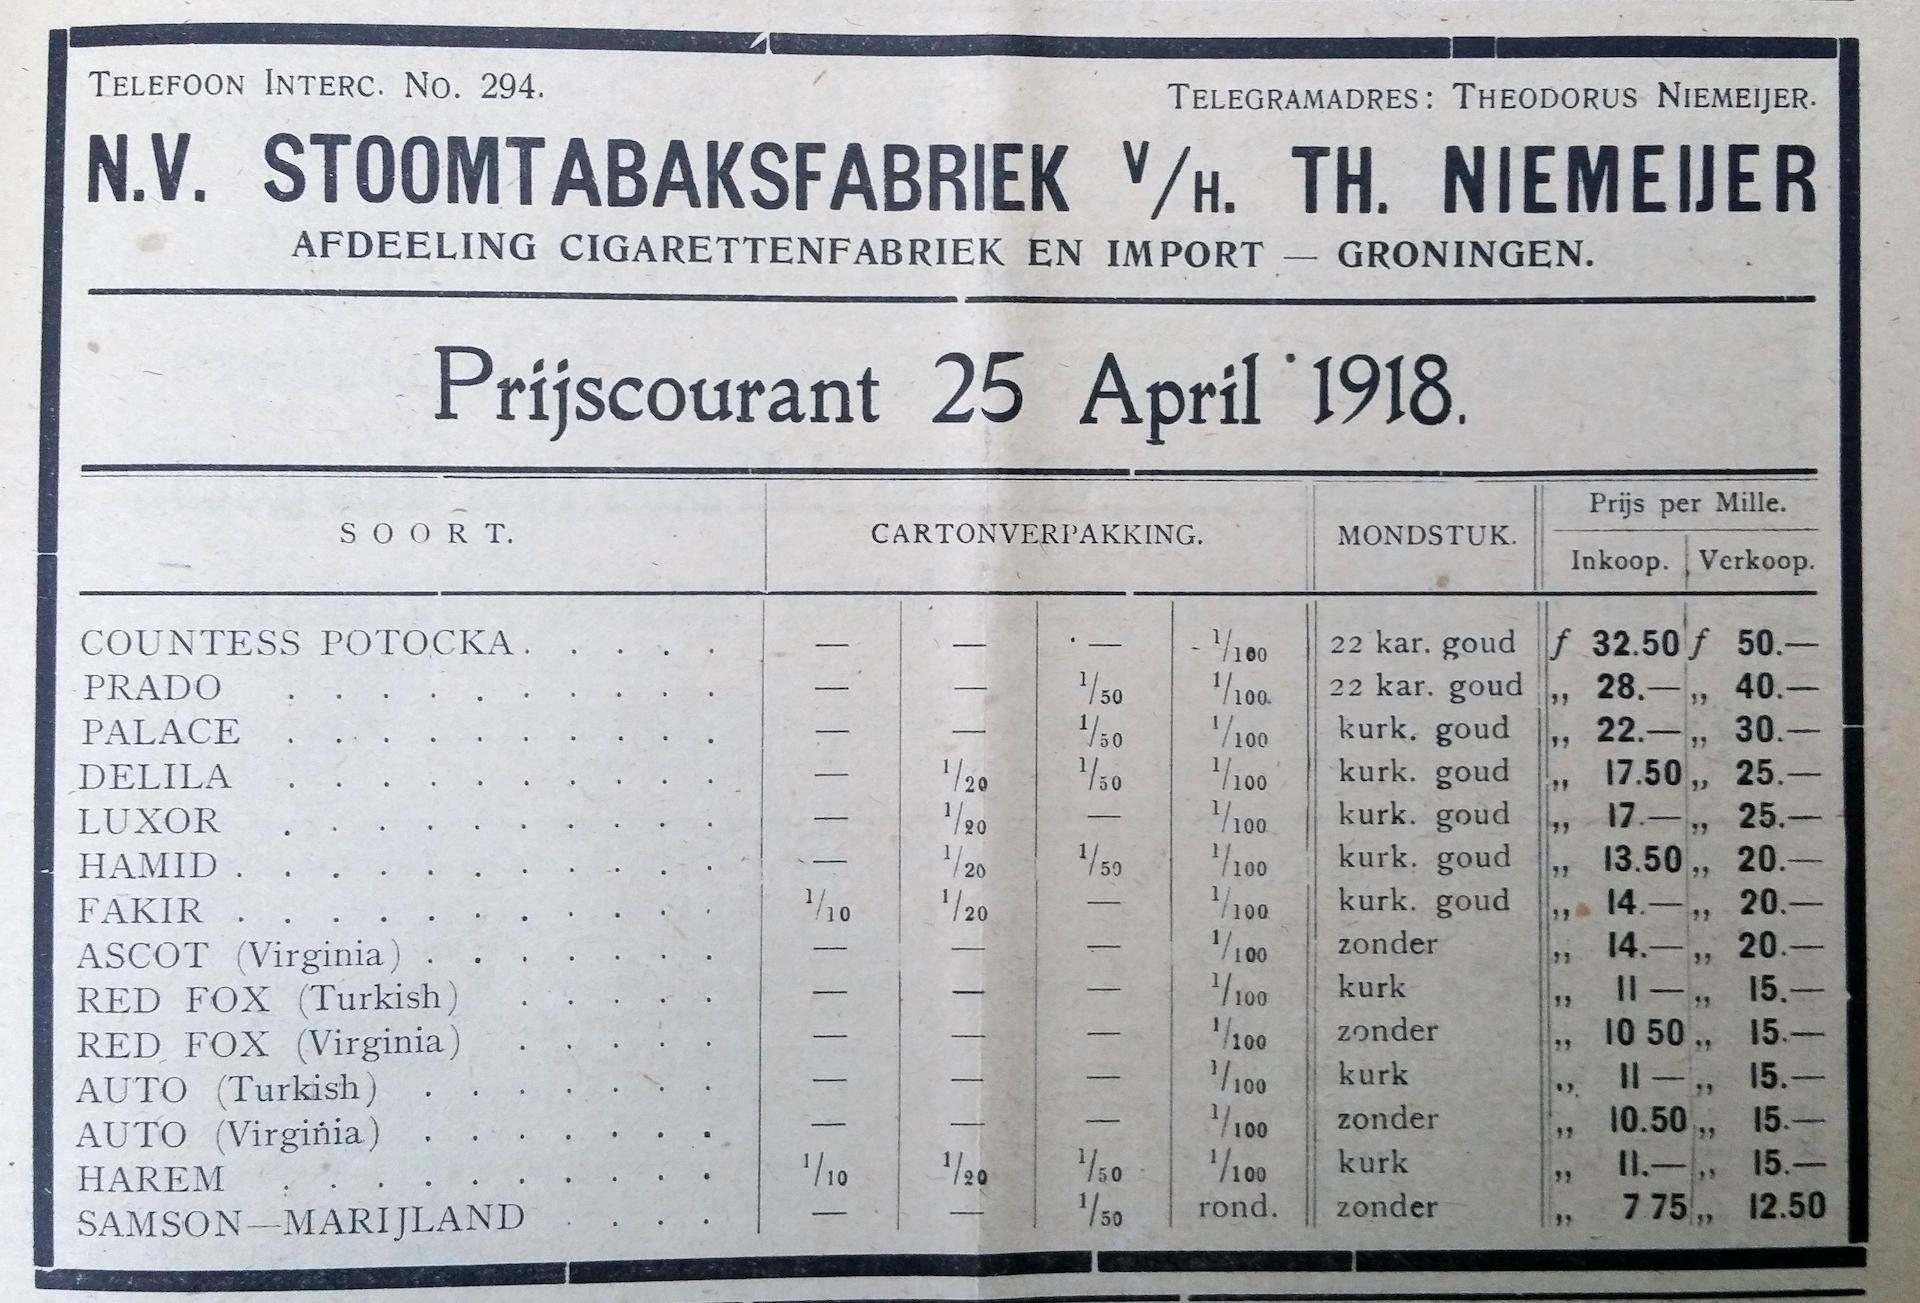 TELEFOON INTERC. NO. 294.
TELEGRAMADRES: THEODORUS NIEMEIJER.
N.V. STOOMTABAKSFABRIEK V/H. TH. NIEMEIJER
AFDEELING CIGARETTENFABRIEK EN IMPORT — GRONINGEN.
Prijscourant 25 April 1918.
SOORT. CARTONVERPAKKING. MONDSTUK. Prijs per Mille.
Inkoop. Verkoop.
COUNTESS POTOCKA. . . . . — — — 1/100 22 kar. goud f 32.50 f 50.—
PRADO . . . . . . . . . . — — 1/50 1/100. 22 kar. goud „ 28.— „ 40.—
PALACE . . . . . . . . . . — — 1/50 1/100 kurk. goud „ 22.— „ 30.—
DELILA . . . . . . . . . . — 1/20 1/50 1/100 kurk. goud „ 17.50 „ 25.—
LUXOR . . . . . . . . . . — 1/20 — 1/100 kurk. goud „ 17.— „ 25.—
HAMID . . . . . . . . . . . — 1/20 1/50 1/100 kurk. goud „ 13.50 „ 20.—
FAKIR . . . . . . . . . . . 1/10 1/20 — 1/100 kurk. goud „ 14.— „ 20.—
ASCOT (Virginia) . . . . . . . — — — 1/100 zonder „ 14.— „ 20.—
RED FOX (Turkish) . . . . . — — — 1/100 kurk „ 11 — „ 15.—
RED FOX (Virginia) . . . . . — — — 1/100 zonder „ 10 50 „ 15.—
AUTO (Turkish) . . . . . . . — — — 1/100 kurk „ 11 — „ 15.—
AUTO (Virginia) . . . . . . . — — — 1/100 zonder „ 10.50 „ 15.—
HAREM . . . . . . . . . . 1/10 1/20 1/50 1/100 kurk „ 11.— „ 15.—
SAMSON—MARIJLAND . . . . — — 1/50 rond. zonder „ 7 75 „ 12.50